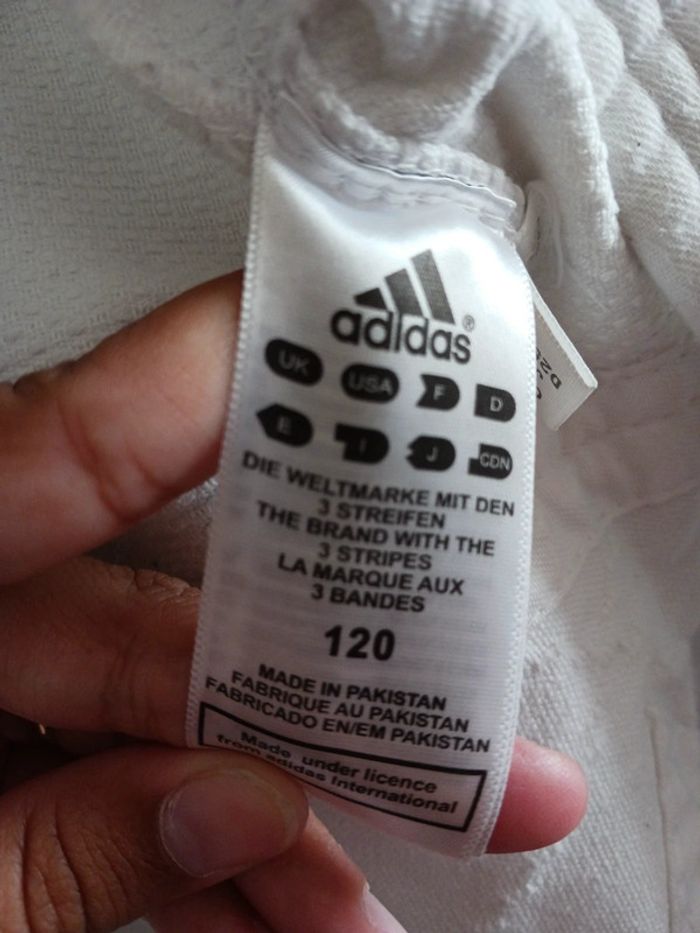 adidas®
UK USA F D
E I J CDN
DIE WELTMARKE MIT DEN
3 STREIFEN
THE BRAND WITH THE
3 STRIPES
LA MARQUE AUX
3 BANDES
120
MADE IN PAKISTAN
FABRIQUE AU PAKISTAN
FABRICADO EN/EM PAKISTAN
Made under licence
from adidas International